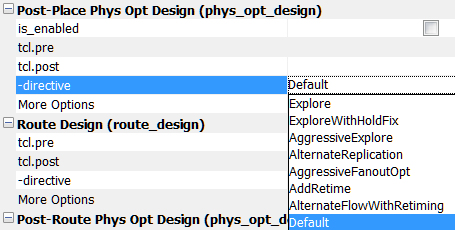 Post-Place Phys Opt Design (phys_opt_design)
is_enabled
tcl.pre
tcl.post
-directive Default
More Options Explore
ExploreWithHoldFix
Route Design (route_design) AggressiveExplore
tcl.pre AlternateReplication
tcl.post AggressiveFanoutOpt
-directive AddRetime
More Options AlternateFlowWithRetiming
Post-Route Phys Opt Design (phys_opt_de Default